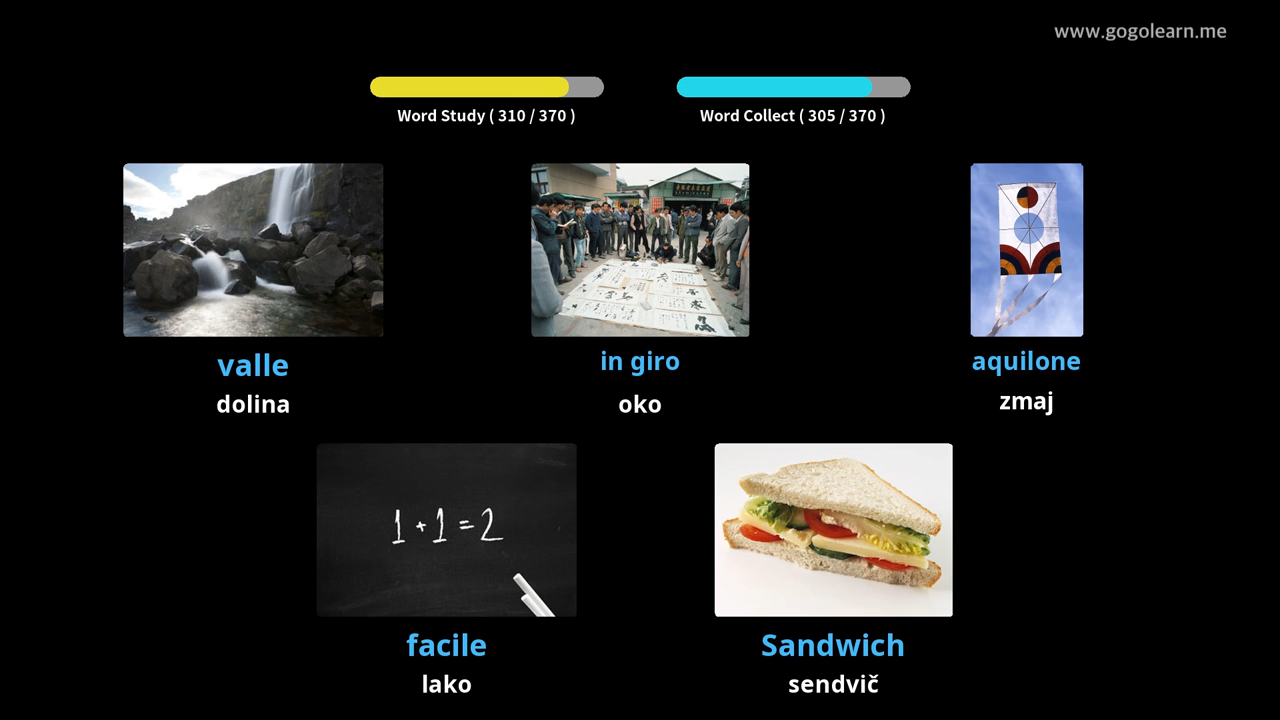 www.gogolearn.me
Word Study ( 310 / 370 )
Word Collect ( 305 / 370 )
valle
dolina
in giro
oko
aquilone
zmaj
1+1=2
facile
lako
Sandwich
sendvič